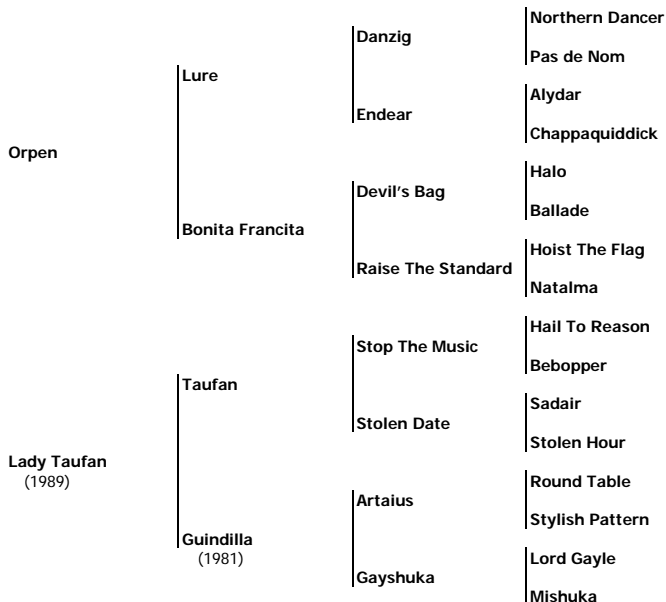 Northern Dancer
Danzig
Pas de Nom
Lure
Alydar
Endear
Chappaquiddick
Orpen
Halo
Devil's Bag
Ballade
Bonita Francita
Hoist The Flag
Raise The Standard
Natalma
Hail To Reason
Stop The Music
Bebopper
Taufan
Sadair
Stolen Date
Stolen Hour
Lady Taufan
(1989)
Round Table
Artaius
Stylish Pattern
Guindilla
(1981)
Lord Gayle
Gayshuka
Mishuka